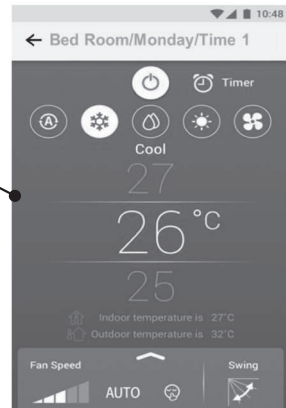 10:48
← Bed Room/Monday/Time 1
Timer
A
Cool
27
26°C
25
Indoor temperature is 27°C
Outdoor temperature is 32°C
Fan Speed
Swing
AUTO